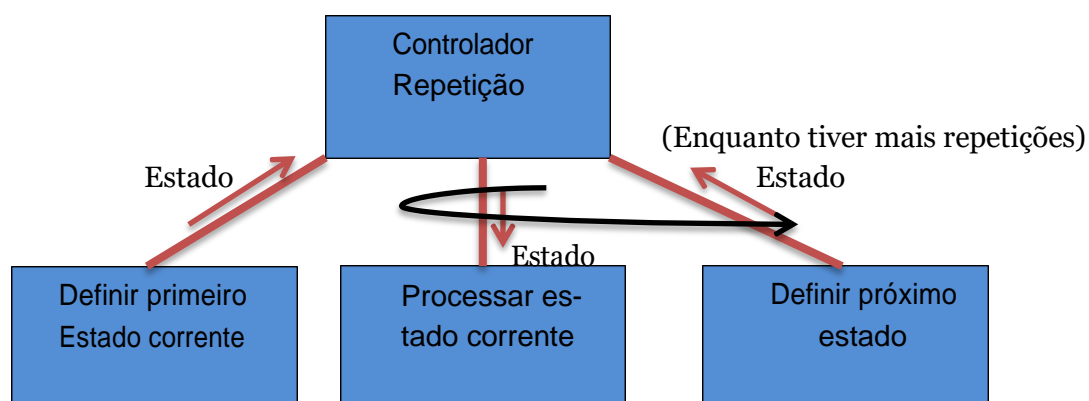 Controlador
Repetição
(Enquanto tiver mais repetições)
Estado
Estado
Estado
Definir primeiro
Estado corrente
Processar es-
tado corrente
Definir próximo
estado